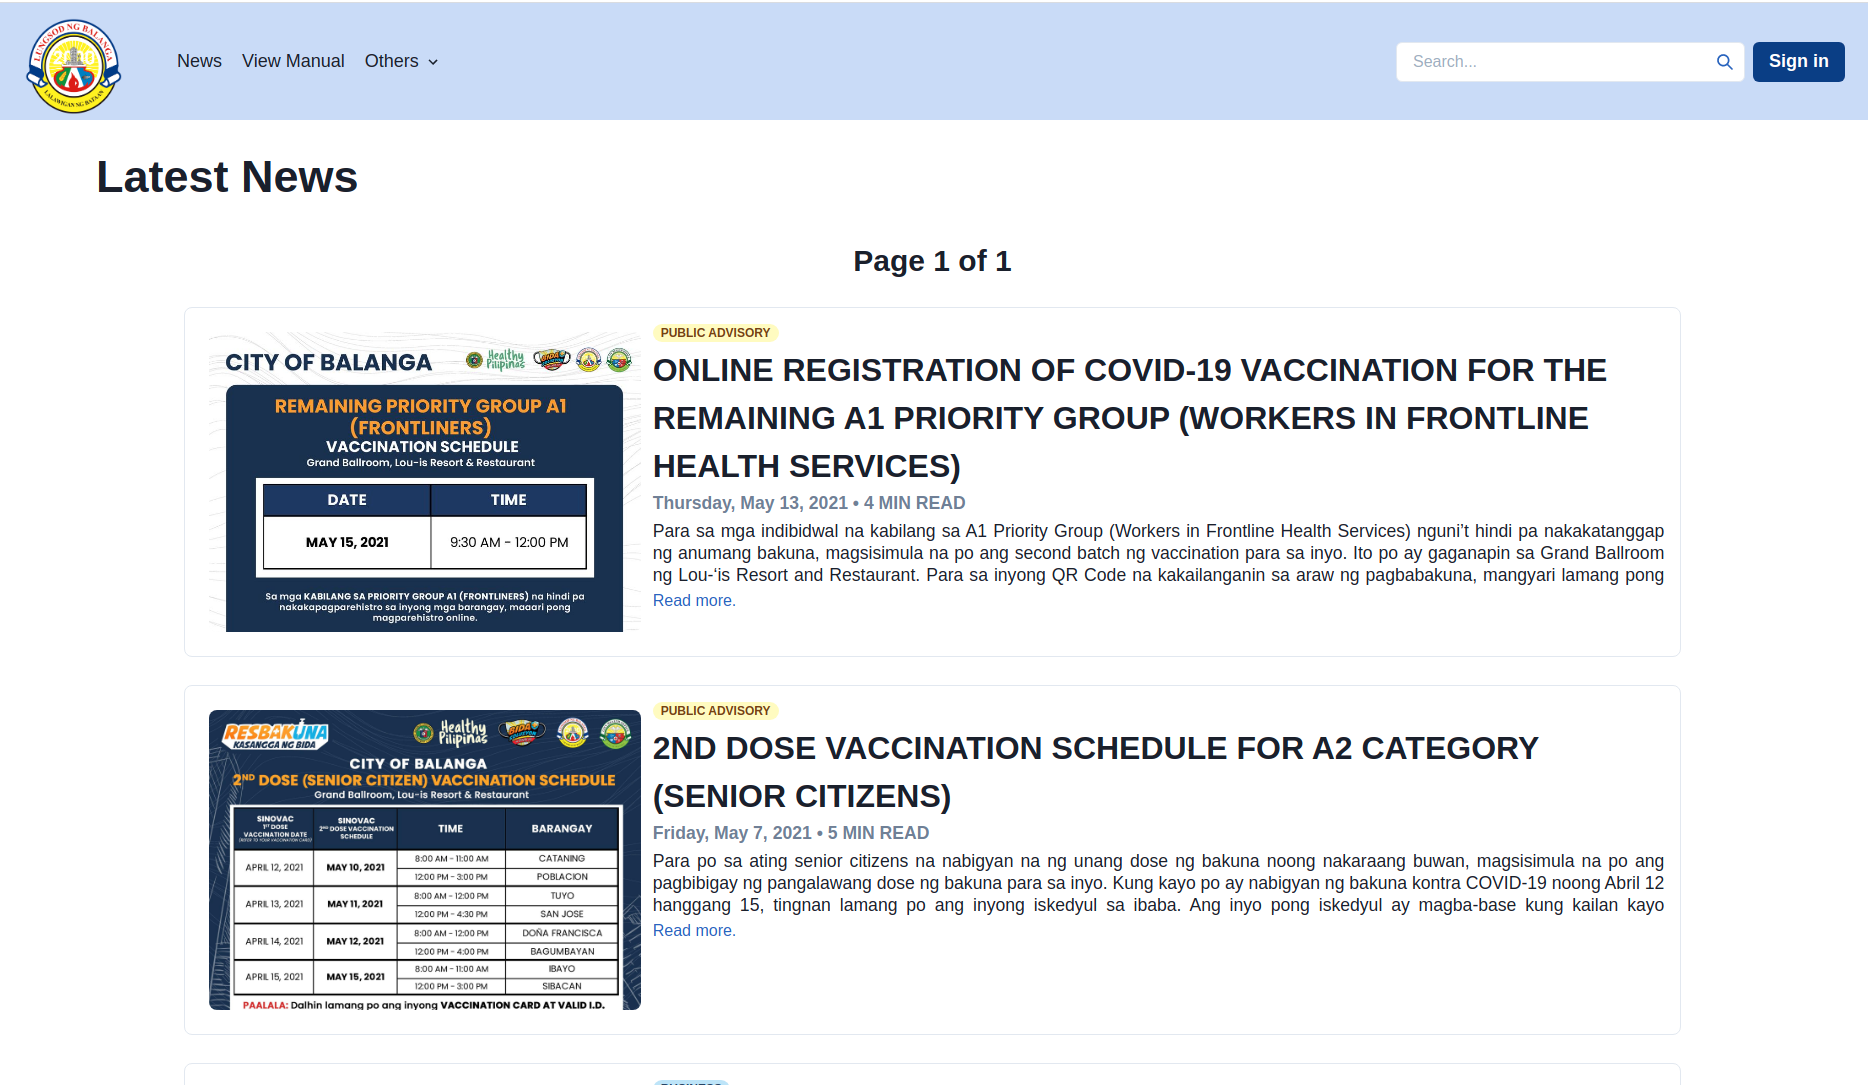 LUNGSOD NG BALANGA
LALAWIGAN NG BATAAN
News
View Manual
Others
Search...
Sign in
Latest News
Page 1 of 1
CITY OF BALANGA
Healthy
Pilipinas
BIDA
REMAINING PRIORITY GROUP A1
(FRONTLINERS)
VACCINATION SCHEDULE
Grand Ballroom, Lou-is Resort & Restaurant
DATE TIME
MAY 15, 2021 9:30 AM - 12:00 PM
Sa mga KABILANG SA PRIORITY GROUP A1 (FRONTLINERS) na hindi pa
nakakapagparehistro sa inyong mga barangay, maaari pong
magparehistro online.
PUBLIC ADVISORY
ONLINE REGISTRATION OF COVID-19 VACCINATION FOR THE
REMAINING A1 PRIORITY GROUP (WORKERS IN FRONTLINE
HEALTH SERVICES)
Thursday, May 13, 2021 • 4 MIN READ
Para sa mga indibidwal na kabilang sa A1 Priority Group (Workers in Frontline Health Services) nguni’t hindi pa nakakatanggap
ng anumang bakuna, magsisimula na po ang second batch ng vaccination para sa inyo. Ito po ay gaganapin sa Grand Ballroom
ng Lou-‘is Resort and Restaurant. Para sa inyong QR Code na kakailanganin sa araw ng pagbabakuna, mangyari lamang pong
Read more.
RESBAKUNA
KASANGGA NG BIDA
Healthy
Pilipinas
BIDA
CITY OF BALANGA
2ND DOSE (SENIOR CITIZEN) VACCINATION SCHEDULE
Grand Ballroom, Lou-is Resort & Restaurant
SINOVAC
1ST DOSE
VACCINATION DATE
(REFER TO YOUR VACCINATION CARD)
SINOVAC
2ND DOSE VACCINATION
SCHEDULE
TIME
BARANGAY
APRIL 12, 2021 MAY 10, 2021 8:00 AM - 11:00 AM CATANING
12:00 PM - 3:00 PM POBLACION
APRIL 13, 2021 MAY 11, 2021 8:00 AM - 12:00 PM TUYO
12:00 PM - 4:30 PM SAN JOSE
APRIL 14, 2021 MAY 12, 2021 8:00 AM - 12:00 PM DOÑA FRANCISCA
12:00 PM - 4:00 PM BAGUMBAYAN
APRIL 15, 2021 MAY 15, 2021 8:00 AM - 11:00 AM IBAYO
12:00 PM - 3:00 PM SIBACAN
PAALALA: Dalhin lamang po ang inyong VACCINATION CARD AT VALID I.D.
PUBLIC ADVISORY
2ND DOSE VACCINATION SCHEDULE FOR A2 CATEGORY
(SENIOR CITIZENS)
Friday, May 7, 2021 • 5 MIN READ
Para po sa ating senior citizens na nabigyan na ng unang dose ng bakuna noong nakaraang buwan, magsisimula na po ang
pagbibigay ng pangalawang dose ng bakuna para sa inyo. Kung kayo po ay nabigyan ng bakuna kontra COVID-19 noong Abril 12
hanggang 15, tingnan lamang po ang inyong iskedyul sa ibaba. Ang inyo pong iskedyul ay magba-base kung kailan kayo
Read more.